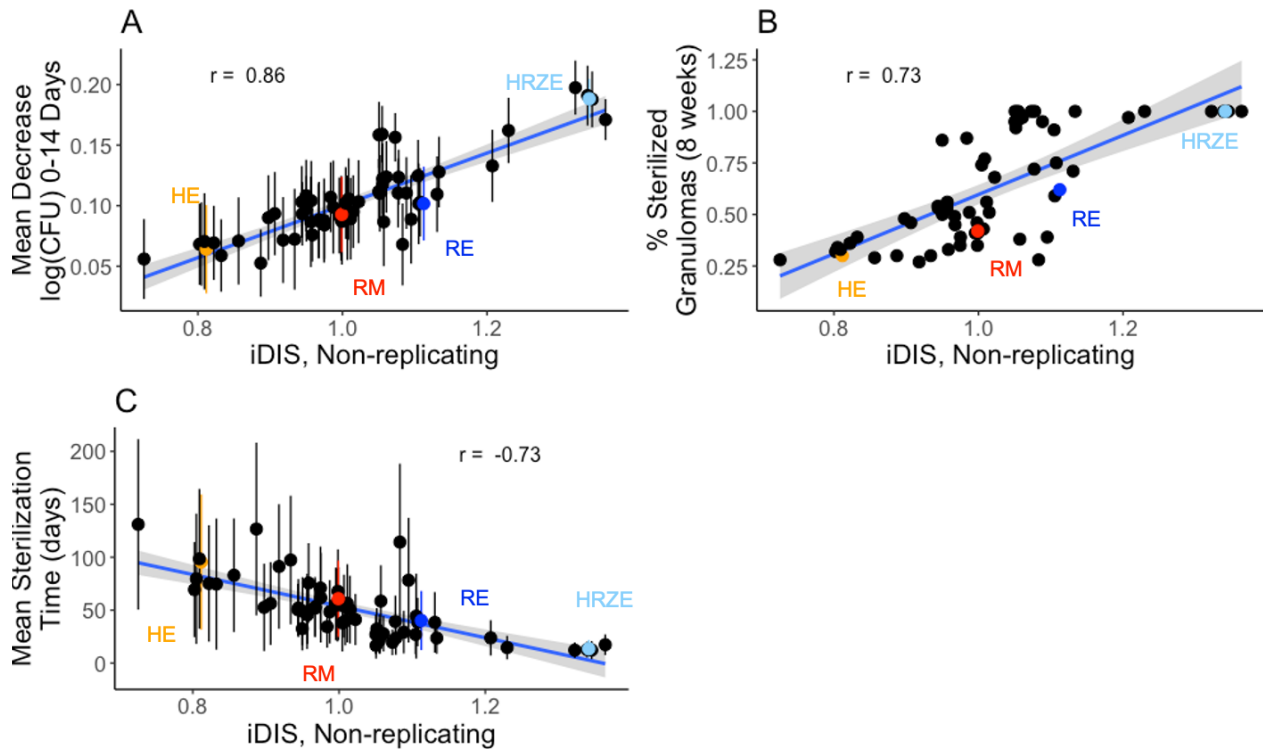 A
r = 0.86
HRZE
HE
RM
RE
0.20
0.15
0.10
0.05
0.8
1.0
1.2
Mean Decrease
log(CFU) 0-14 Days
iDIS, Non-replicating
B
r = 0.73
HRZE
RE
RM
HE
1.25
1.00
0.75
0.50
0.25
0.8
1.0
1.2
% Sterilized
Granulomas (8 weeks)
iDIS, Non-replicating
C
r = -0.73
RE
HRZE
HE
RM
200
150
100
50
0
0.8
1.0
1.2
Mean Sterilization
Time (days)
iDIS, Non-replicating